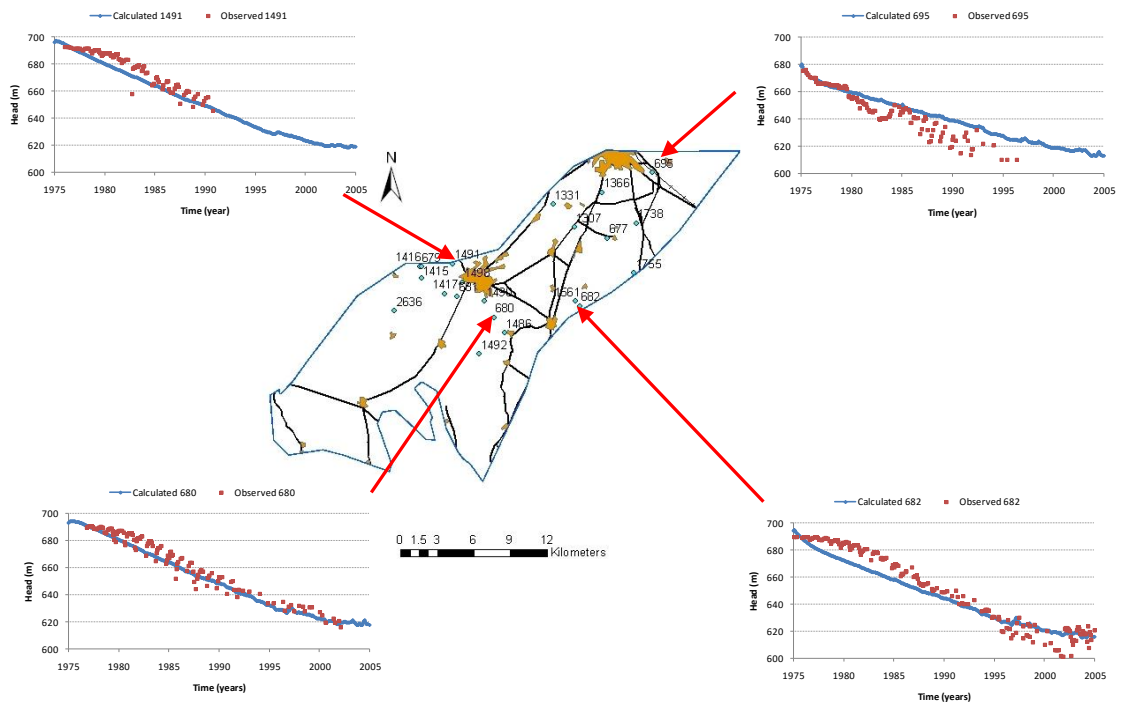 Calculated 1491 Observed 1491
700
680
660
640
620
600
Head (m)
1975 1980 1985 1990 1995 2000 2005
Time (year)
Calculated 695 Observed 695
700
680
660
640
620
600
Head (m)
1975 1980 1985 1990 1995 2000 2005
Time (year)
N
695
1366
1331
1307
1738
677
1755
1416 679 1491
1415
1498
1417
681
1490
2636
680
1661
682
1486
1492
Calculated 680 Observed 680
700
680
660
640
620
600
Head (m)
1975 1980 1985 1990 1995 2000 2005
Time (years)
0 1.5 3 6 9 12
Kilometers
Calculated 682 Observed 682
700
680
660
640
620
600
Head (m)
1975 1980 1985 1990 1995 2000 2005
Time (years)